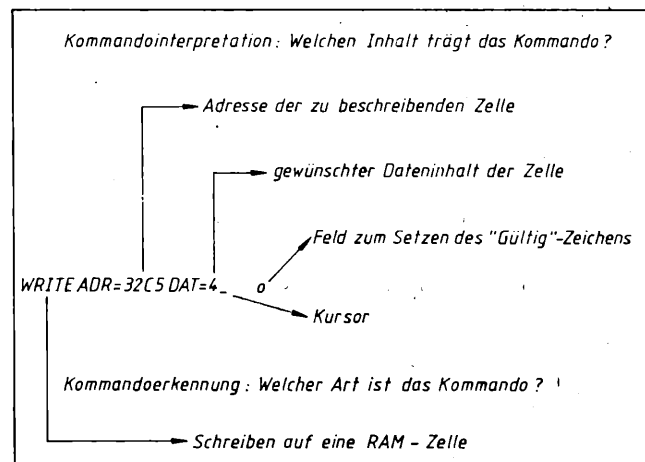 Kommandointerpretation: Welchen Inhalt trägt das Kommando?
Adresse der zu beschreibenden Zelle
gewünschter Dateninhalt der Zelle
Feld zum Setzen des "Gültig"-Zeichens
WRITE ADR=32C5 DAT=4_ o
Kursor
Kommandoerkennung: Welcher Art ist das Kommando?
Schreiben auf eine RAM - Zelle